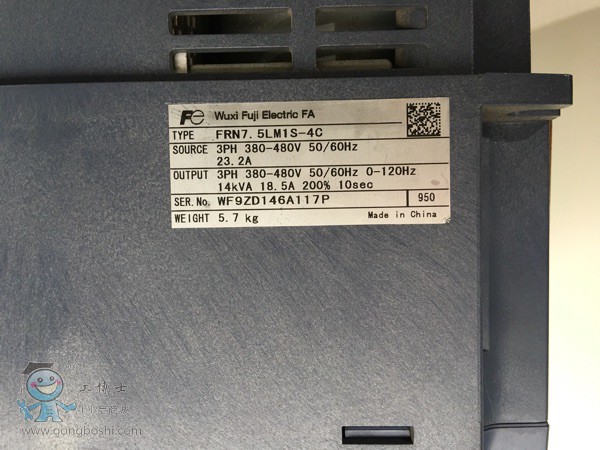 Fe Wuxi Fuji Electric FA
TYPE FRN7.5LM1S-4C
SOURCE 3PH 380-480V 50/60Hz
23.2A
OUTPUT 3PH 380-480V 50/60Hz 0-120Hz
14kVA 18.5A 200% 10sec
SER.No. WF9ZD146A117P 950
WEIGHT 5.7 kg Made in China
工博士
www.gongboshi.com